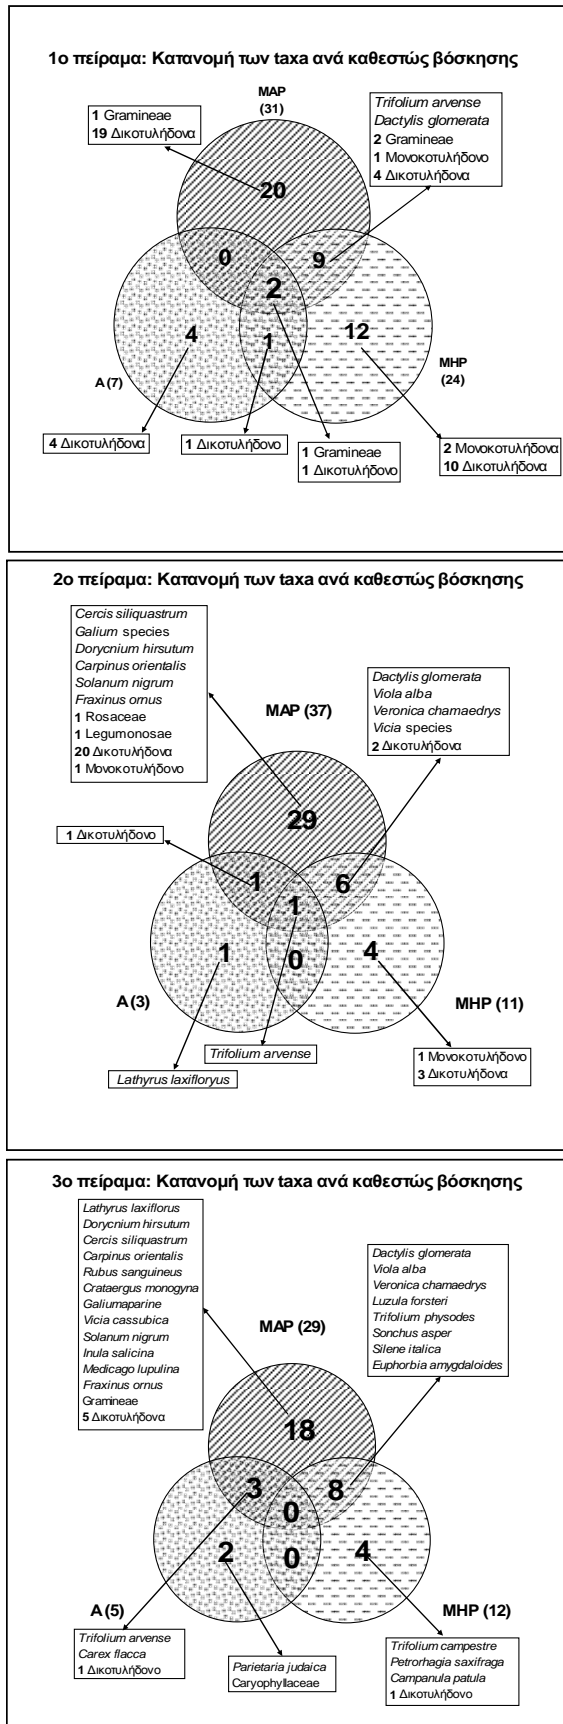 1ο πείραμα: Κατανομή των taxa ανά καθεστώς βόσκησης
MAP
(31)
1 Gramineae
19 Δικοτυλήδονα
Trifolium arvense
Dactylis glomerata
2 Gramineae
1 Μονοκοτυλήδονο
4 Δικοτυλήδονα
20
0
9
2
4
1
12
A (7)
MHP
(24)
4 Δικοτυλήδονα
1 Δικοτυλήδονο
1 Gramineae
1 Δικοτυλήδονο
2 Μονοκοτυλήδονα
10 Δικοτυλήδονα
2ο πείραμα: Κατανομή των taxa ανά καθεστώς βόσκησης
Cercis siliquastrum
Galium species
Dorycnium hirsutum
Carpinus orientalis
Solanum nigrum
Fraxinus ornus
1 Rosaceae
1 Legumonosae
20 Δικοτυλήδονα
1 Μονοκοτυλήδονο
MAP (37)
Dactylis glomerata
Viola alba
Veronica chamaedrys
Vicia species
2 Δικοτυλήδονα
29
1 Δικοτυλήδονο
1
6
1
1
0
4
A (3)
MHP (11)
Trifolium arvense
Lathyrus laxifloryus
1 Μονοκοτυλήδονο
3 Δικοτυλήδονα
3ο πείραμα: Κατανομή των taxa ανά καθεστώς βόσκησης
Lathyrus laxiflorus
Dorycnium hirsutum
Cercis siliquastrum
Carpinus orientalis
Rubus sanguineus
Crataergus monogyna
Galiumaparine
Vicia cassubica
Solanum nigrum
Inula salicina
Medicago lupulina
Fraxinus ornus
Gramineae
5 Δικοτυλήδονα
MAP (29)
Dactylis glomerata
Viola alba
Veronica chamaedrys
Luzula forsteri
Trifolium physodes
Sonchus asper
Silene italica
Euphorbia amygdaloides
18
3
8
0
2
0
4
A (5)
MHP (12)
Trifolium arvense
Carex flacca
1 Δικοτυλήδονο
Parietaria judaica
Caryophyllaceae
Trifolium campestre
Petrorhagia saxifraga
Campanula patula
1 Δικοτυλήδονο